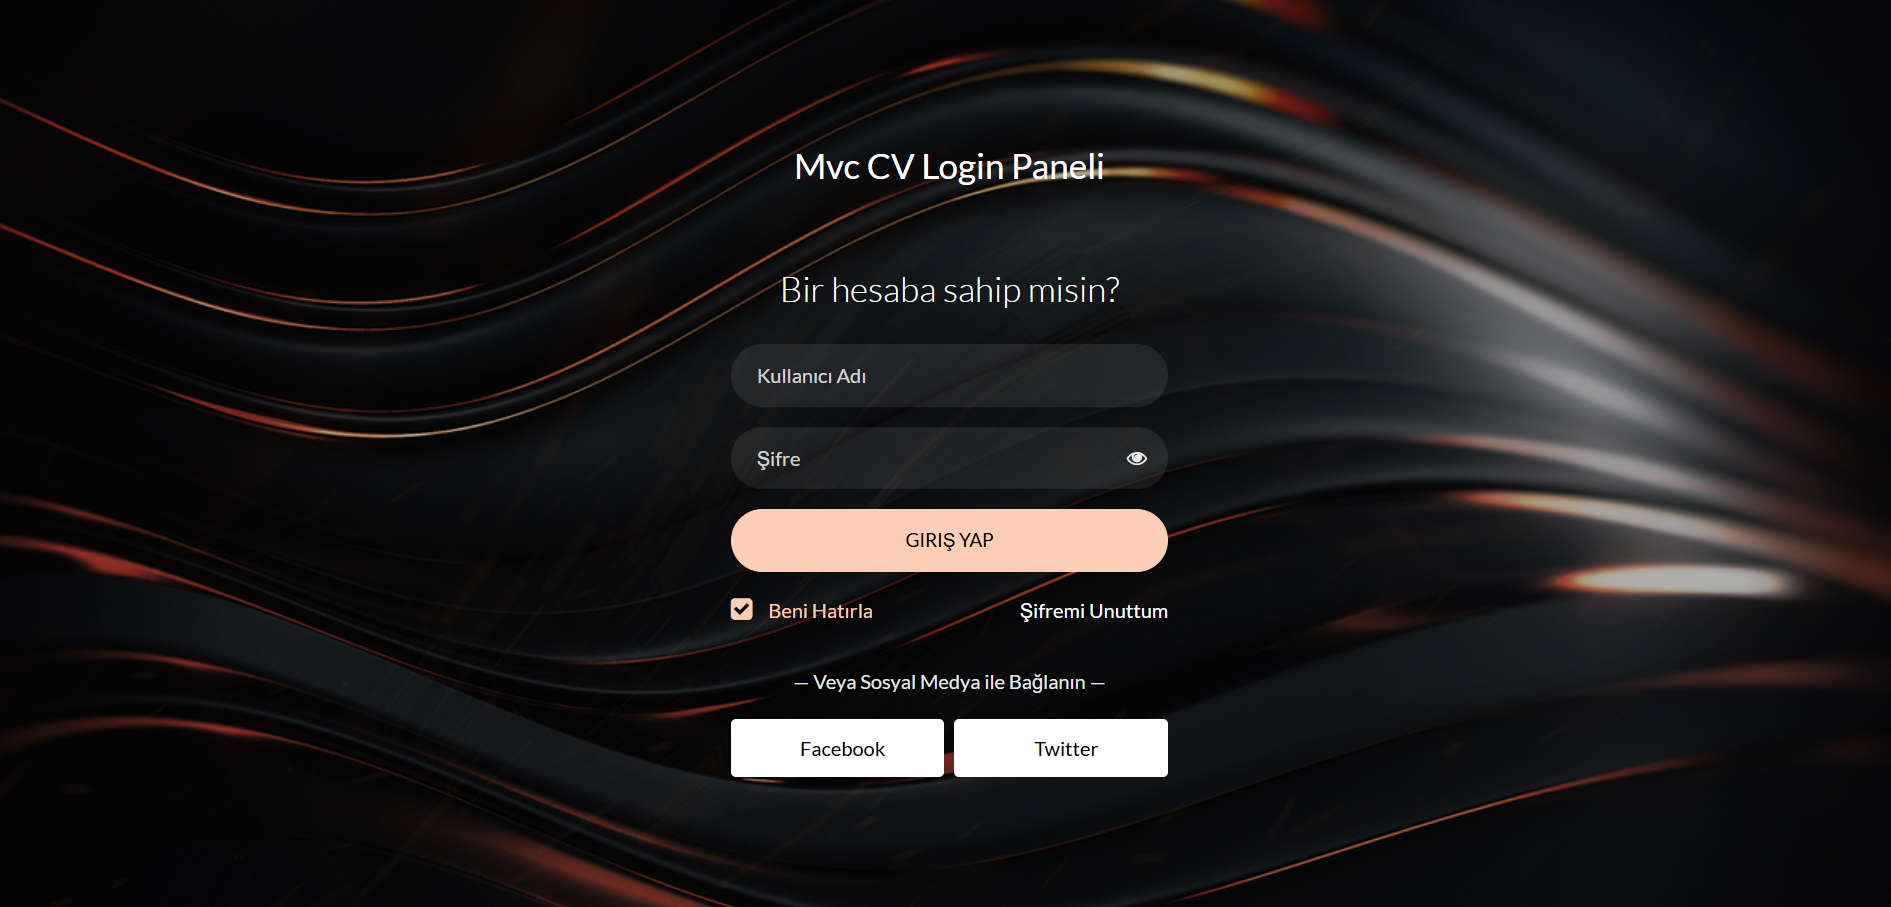 Mvc CV Login Paneli
Bir hesaba sahip misin?
Kullanıcı Adı
Şifre
GIRIŞ YAP
Beni Hatırla
Şifremi Unuttum
— Veya Sosyal Medya ile Bağlanın —
Facebook
Twitter